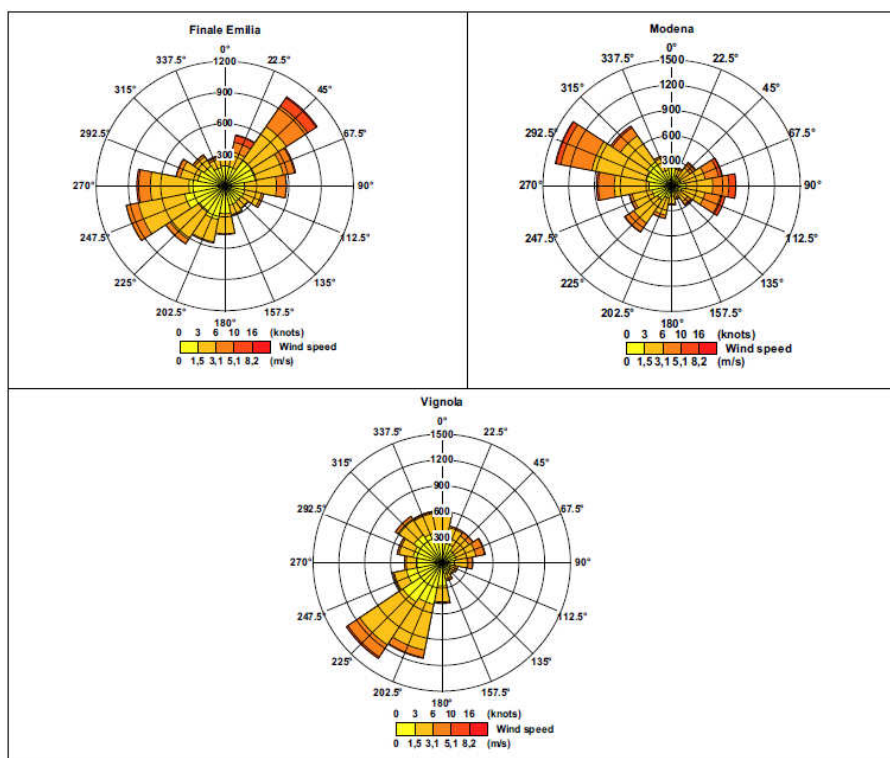 Finale Emilia
0°
337.5° 1200 22.5°
315° 900 45°
600
292.5° 300 67.5°
270° 90°
247.5° 112.5°
225° 135°
202.5° 157.5°
180°
0 3 6 10 16 (knots)
Wind speed
0 1,5 3,1 5,1 8,2 (m/s)
Modena
0°
337.5° 1500 22.5°
1200
315° 900 45°
600
292.5° 300 67.5°
270° 90°
247.5° 112.5°
225° 135°
202.5° 157.5°
180°
0 3 6 10 16 (knots)
Wind speed
0 1,5 3,1 5,1 8,2 (m/s)
Vignola
0°
337.5° 1500 22.5°
1200
315° 900 45°
600
292.5° 300 67.5°
270° 90°
247.5° 112.5°
225° 135°
202.5° 157.5°
180°
0 3 6 10 16 (knots)
Wind speed
0 1,5 3,1 5,1 8,2 (m/s)